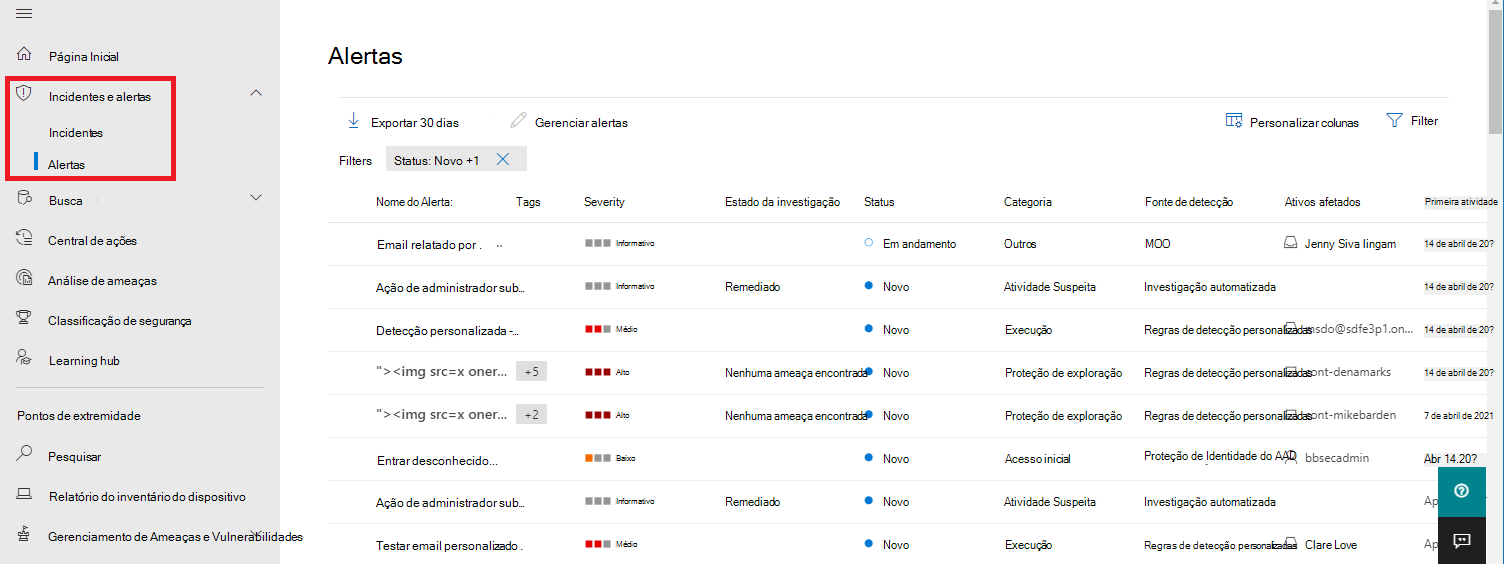 Página Inicial
Incidentes e alertas
Incidentes
Alertas
Busca
Central de ações
Análise de ameaças
Classificação de segurança
Learning hub
Pontos de extremidade
Pesquisar
Relatório do inventário do dispositivo
Gerenciamento de Ameaças e Vulnerabilidades
Alertas
Exportar 30 dias Gerenciar alertas Personalizar colunas Filter
Filters Status: Novo +1
Nome do Alerta: Tags Severity Estado da investigação Status Categoria Fonte de detecção Ativos afetados Primeira atividade
Email relatado por . .. Informativo Em andamento Outros MOO Jenny Siva lingam 14 de abril de 20?
Ação de administrador sub... Informativo Remediado Novo Atividade Suspeita Investigação automatizada 14 de abril de 20?
Detecção personalizada -... Médio Novo Execução Regras de detecção personalizadas msdo@sdfe3p1.on... 14 de abril de 20?
"><img src=x oner... +5 Alto Nenhuma ameaça encontrada Novo Proteção de exploração Regras de detecção personalizadas cont-denamarks 14 de abril de 20?
"><img src=x oner... +2 Alto Nenhuma ameaça encontrada Novo Proteção de exploração Regras de detecção personalizadas cont-mikebarden 7 de abril de 2021
Entrar desconhecido... Baixo Novo Acesso inicial Proteção de Identidade do AAD bbsecadmin Abr 14.20?
Ação de administrador sub... Informativo Remediado Novo Atividade Suspeita Investigação automatizada Ap
Testar email personalizado . Médio Novo Execução Regras de detecção personalizadas Clare Love Ap